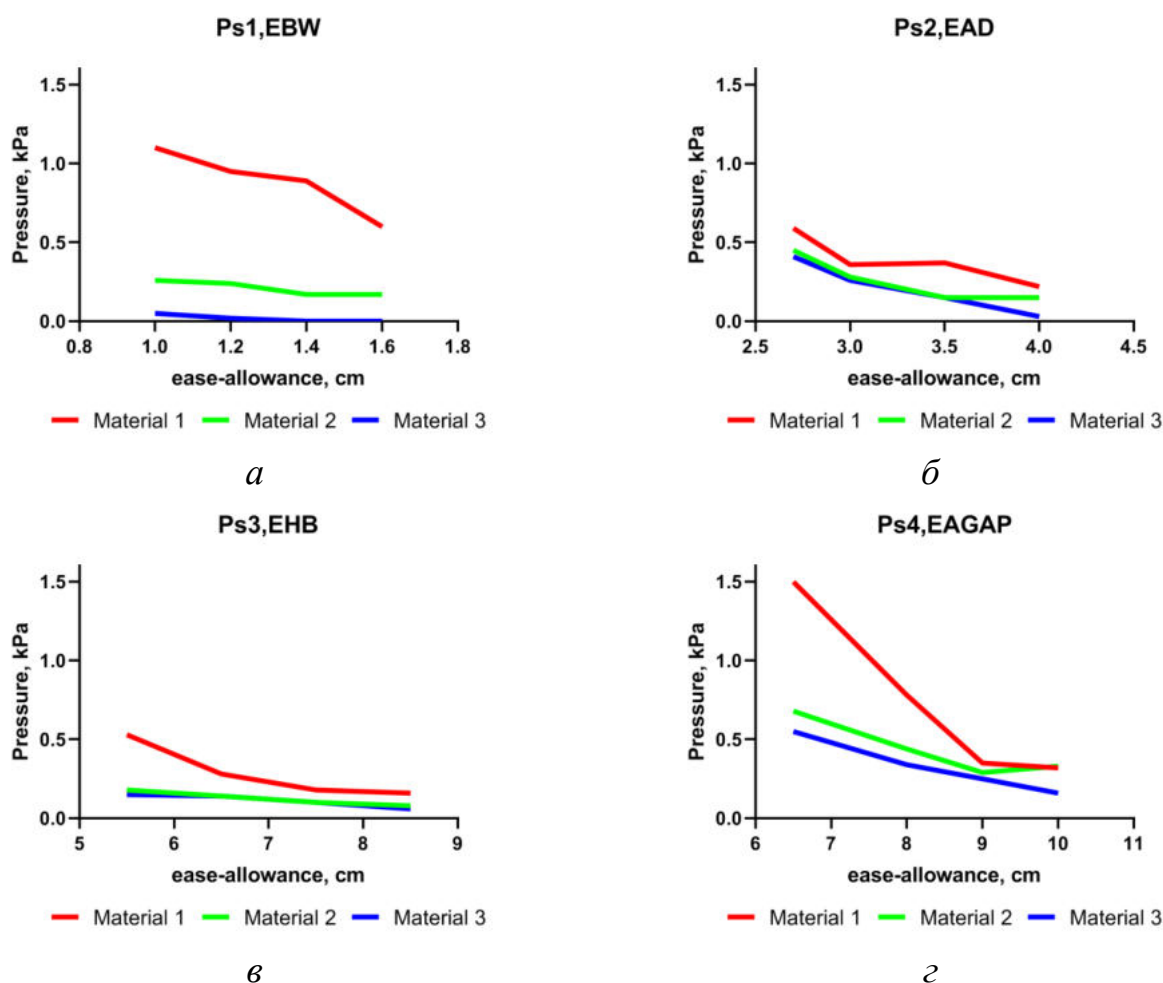 Ps1,EBW
1.5
1.0
0.5
0.0
Pressure, kPa
0.8 1.0 1.2 1.4 1.6 1.8
ease-allowance, cm
Material 1 Material 2 Material 3
а
Ps2,EAD
1.5
1.0
0.5
0.0
Pressure, kPa
2.5 3.0 3.5 4.0 4.5
ease-allowance, cm
Material 1 Material 2 Material 3
б
Ps3,EHB
1.5
1.0
0.5
0.0
Pressure, kPa
5 6 7 8 9
ease-allowance, cm
Material 1 Material 2 Material 3
в
Ps4,EAGAP
1.5
1.0
0.5
0.0
Pressure, kPa
6 7 8 9 10 11
ease-allowance, cm
Material 1 Material 2 Material 3
г